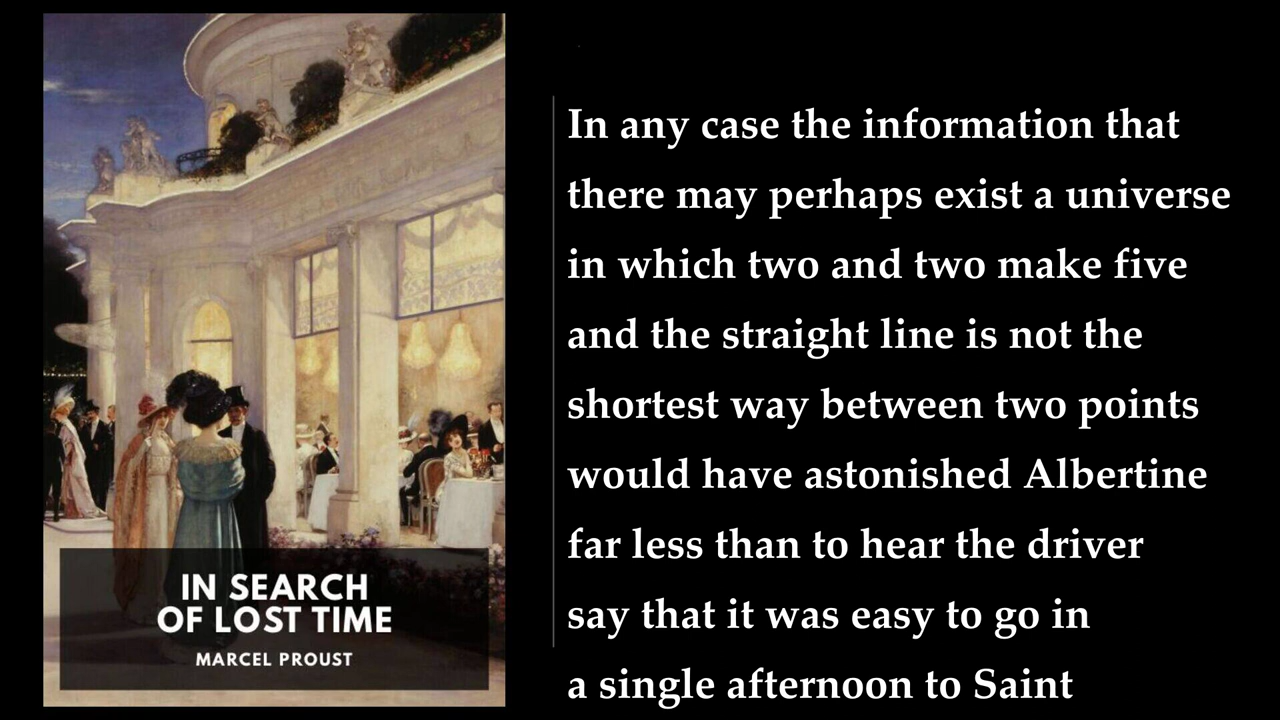 IN SEARCH
OF LOST TIME
MARCEL PROUST
In any case the information that
there may perhaps exist a universe
in which two and two make five
and the straight line is not the
shortest way between two points
would have astonished Albertine
far less than to hear the driver
say that it was easy to go in
a single afternoon to Saint